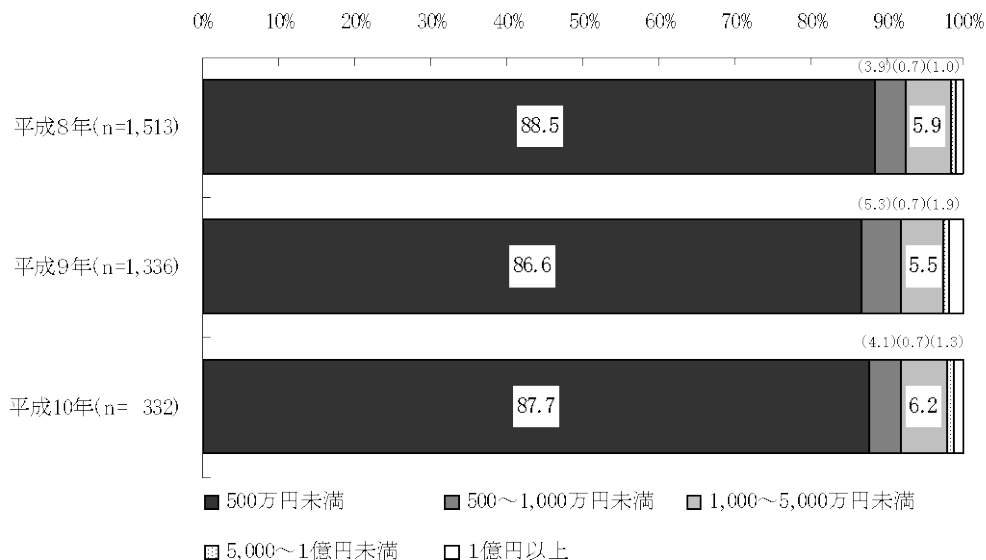 0% 10% 20% 30% 40% 50% 60% 70% 80% 90% 100%
(3.9)(0.7)(1.0)
平成8年(n=1,513) 88.5 5.9
(5.3)(0.7)(1.9)
平成9年(n=1,336) 86.6 5.5
(4.1)(0.7)(1.3)
平成10年(n= 332) 87.7 6.2
500万円未満 500～1,000万円未満 1,000～5,000万円未満
5,000～1億円未満 1億円以上